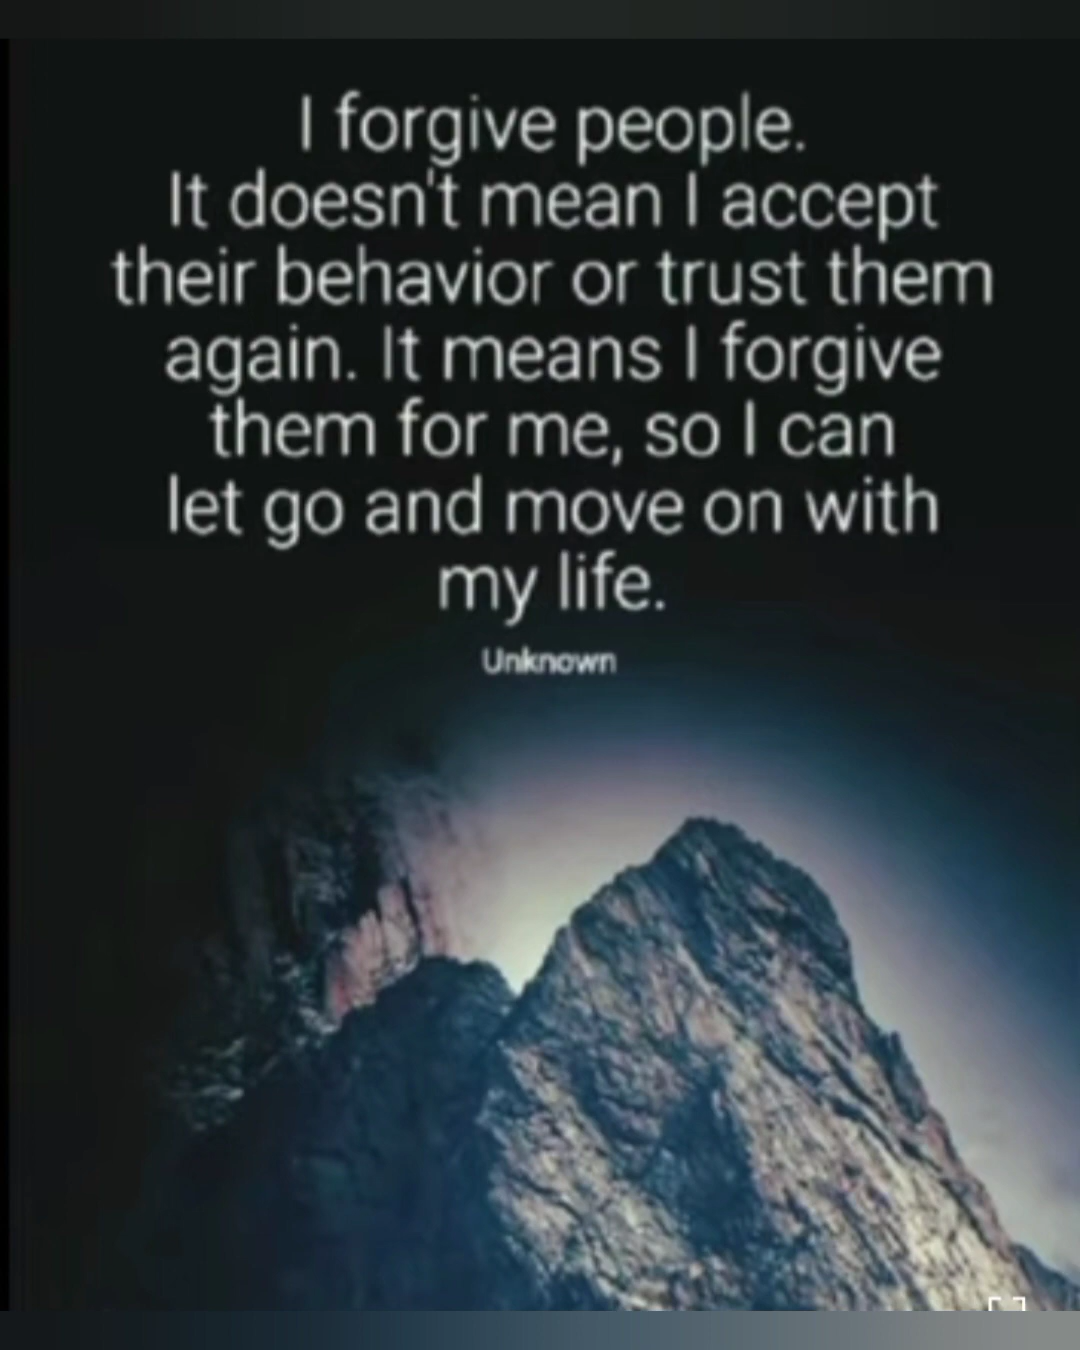 I forgive people.
It doesn't mean I accept
their behavior or trust them
again. It means I forgive
them for me, so I can
let go and move on with
my life.
Unknown